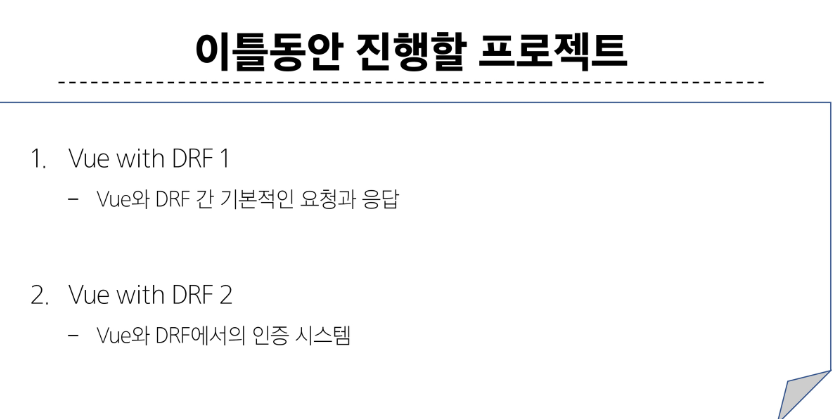 이틀동안 진행할 프로젝트
1. Vue with DRF 1
- Vue와 DRF 간 기본적인 요청과 응답
2. Vue with DRF 2
- Vue와 DRF에서의 인증 시스템